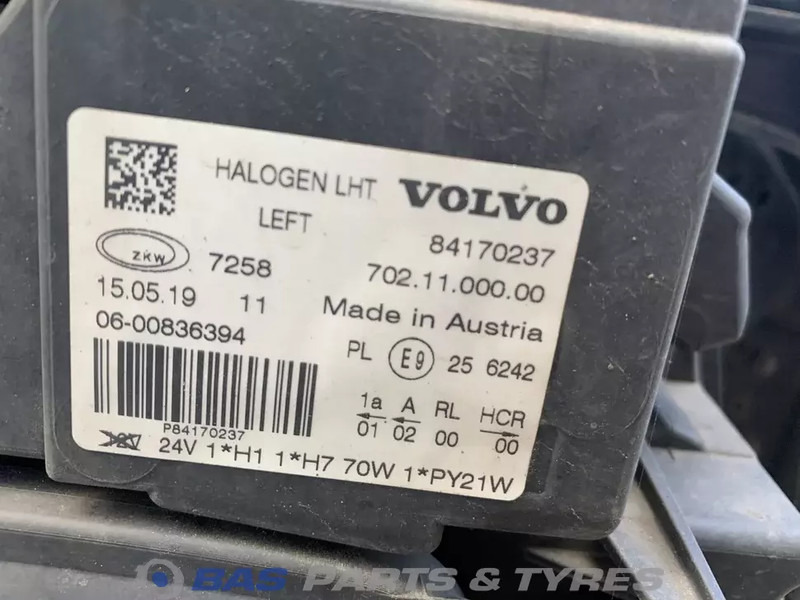 HALOGEN LHT VOLVO
LEFT
84170237
ZKW 7258
702.11.000.00
15.05.19 11
Made in Austria
06-00836394
PL E9 25 6242
1a A RL HCR
01 02 00 00
P84170237
24V 1*H1 1*H7 70W 1*PY21W
BAS PARTS & TYRES